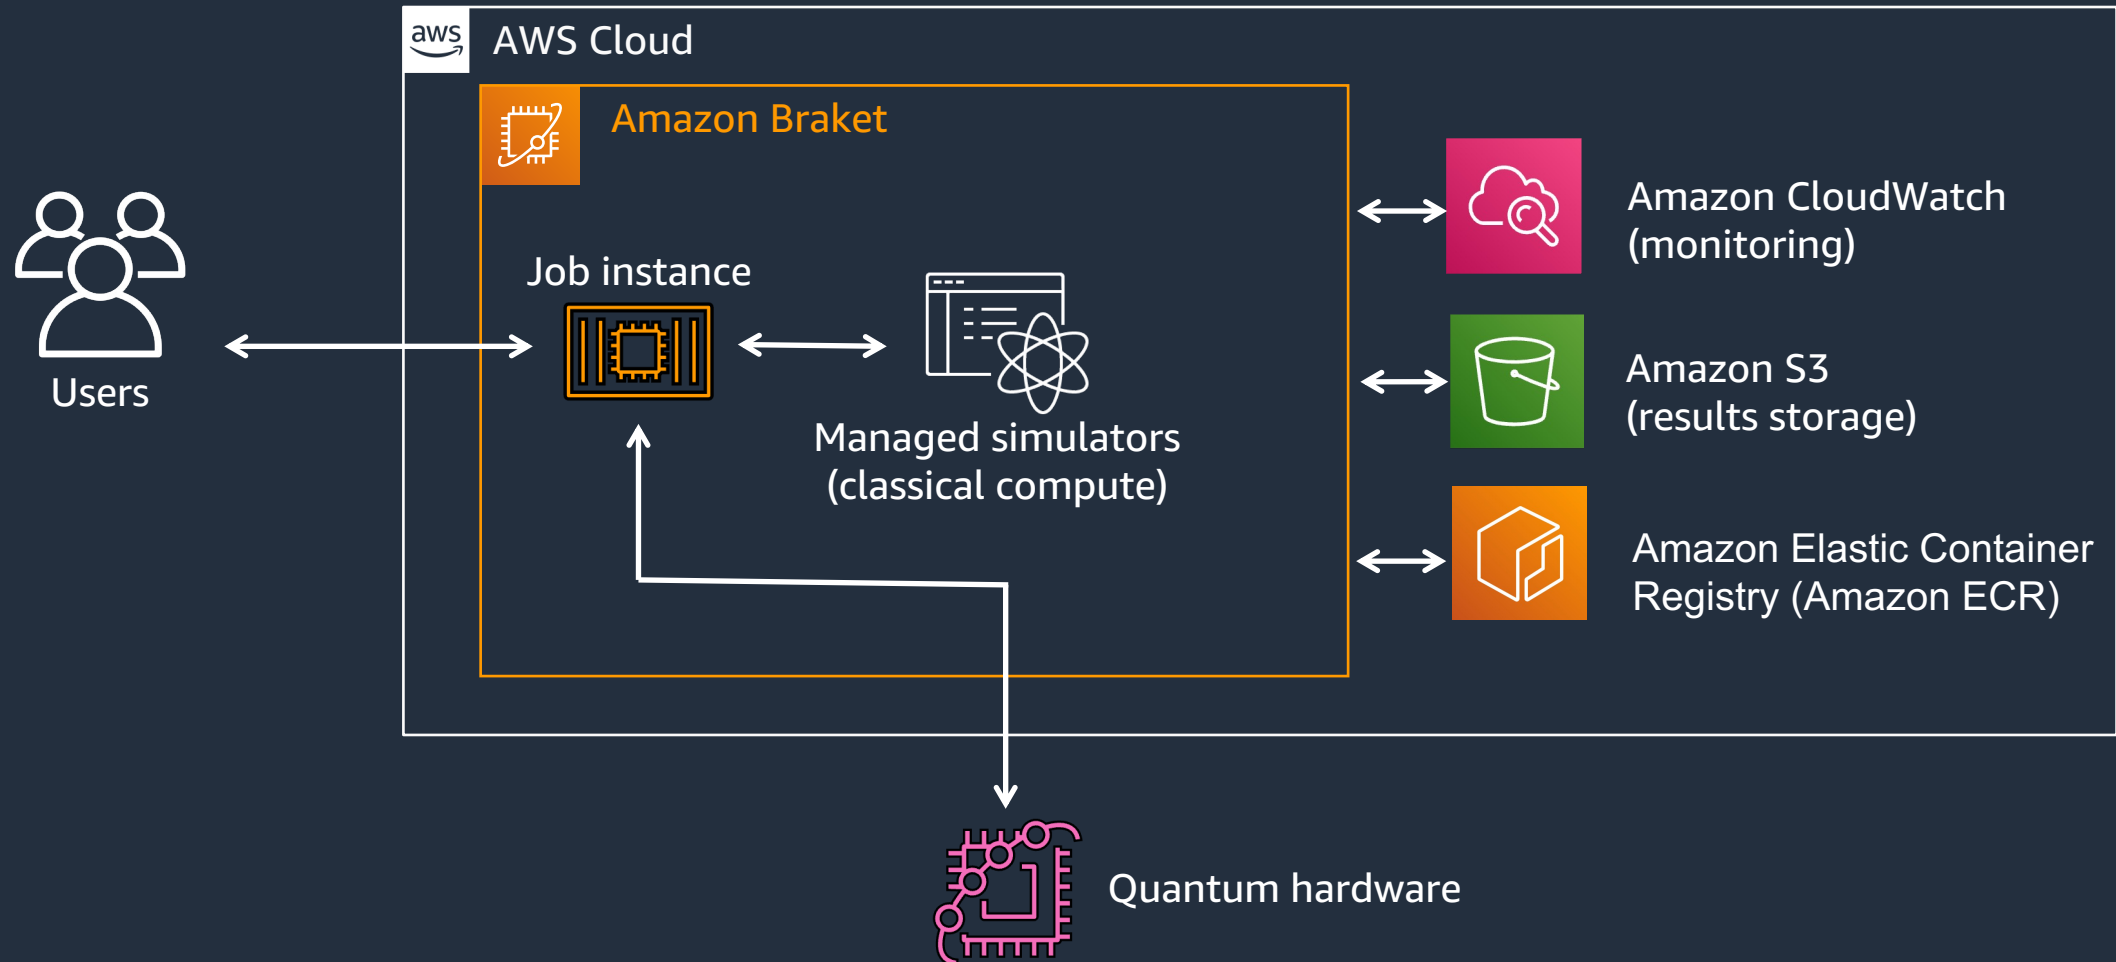 aws
AWS Cloud
Amazon Braket
Job instance
Users
Managed simulators
(classical compute)
Amazon CloudWatch
(monitoring)
Amazon S3
(results storage)
Amazon Elastic Container
Registry (Amazon ECR)
Quantum hardware